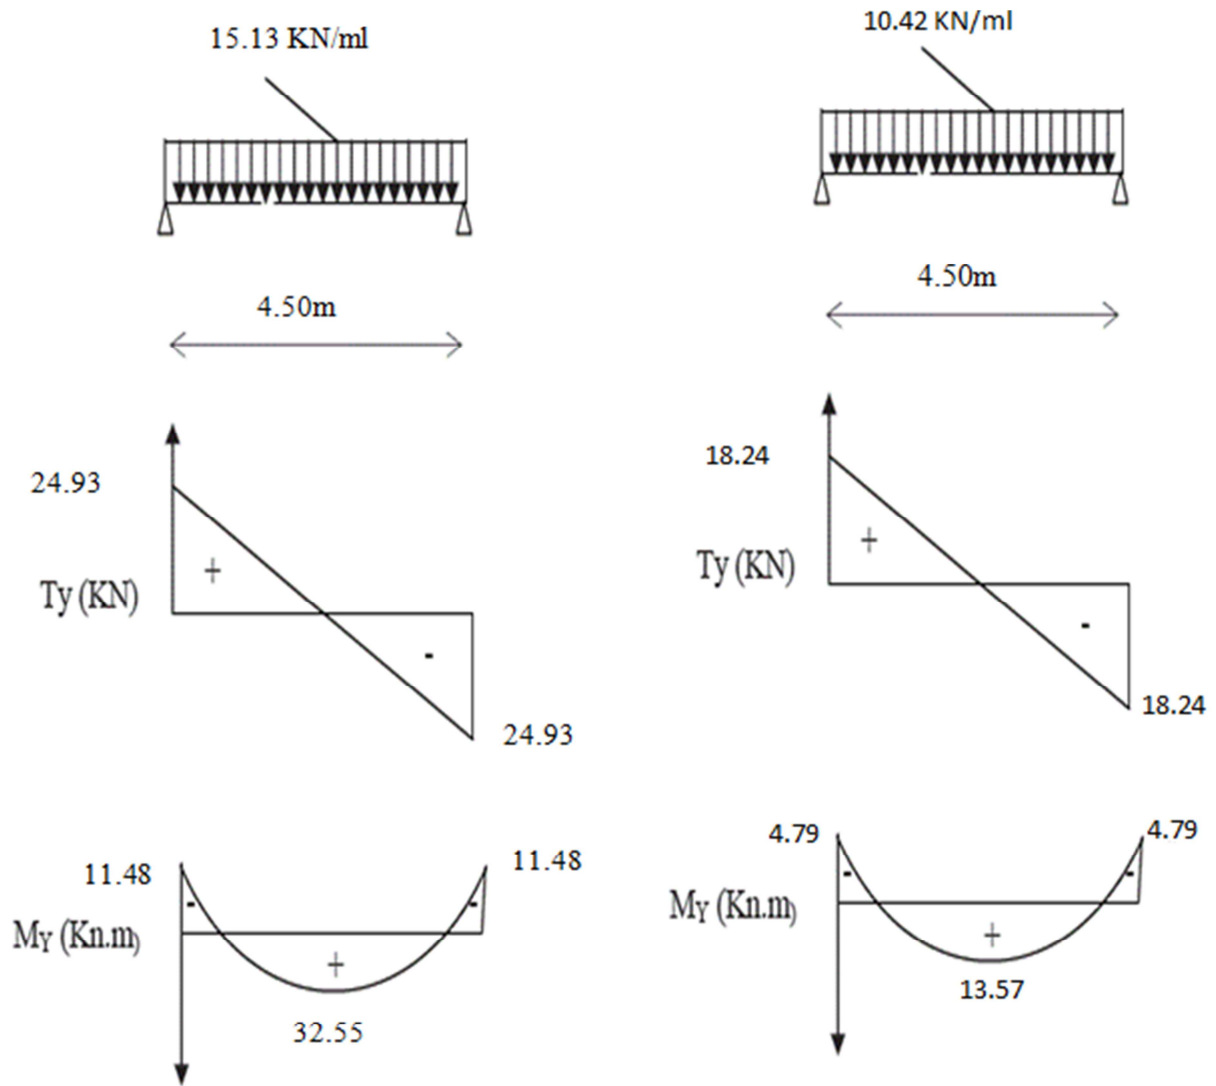 15.13 KN/ml
4.50m
24.93
+
Ty (KN)
-
24.93
11.48
11.48
-
-
MY (Kn.m)
+
32.55
10.42 KN/ml
4.50m
18.24
+
Ty (KN)
-
18.24
4.79
4.79
-
-
MY (Kn.m)
+
13.57